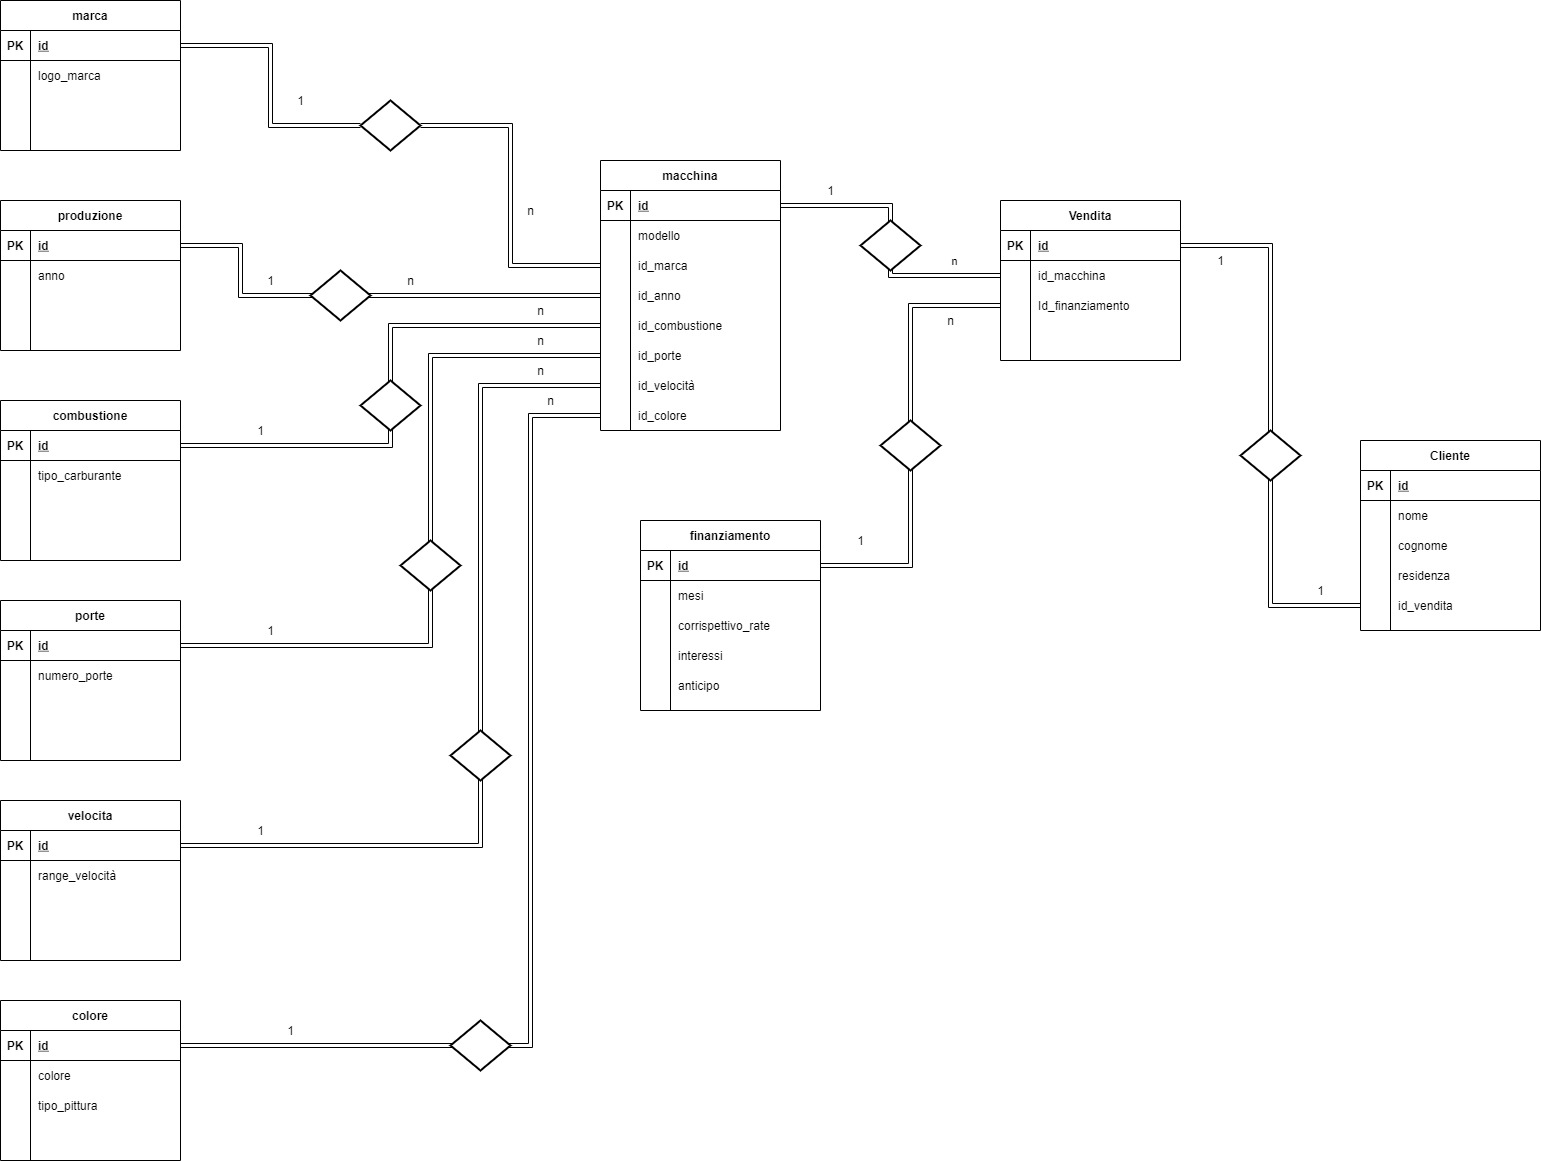 marca
PK id
logo_marca
1
n
produzione
PK id
anno
1
n
combustione
PK id
tipo_carburante
1
n
porte
PK id
numero_porte
1
n
velocita
PK id
range_velocità
1
n
colore
PK id
colore
tipo_pittura
1
n
macchina
PK id
modello
id_marca
id_anno
id_combustione
id_porte
id_velocità
id_colore
1
n
finanziamento
PK id
mesi
corrispettivo_rate
interessi
anticipo
1
n
Vendita
PK id
id_macchina
Id_finanziamento
1
1
Cliente
PK id
nome
cognome
residenza
id_vendita